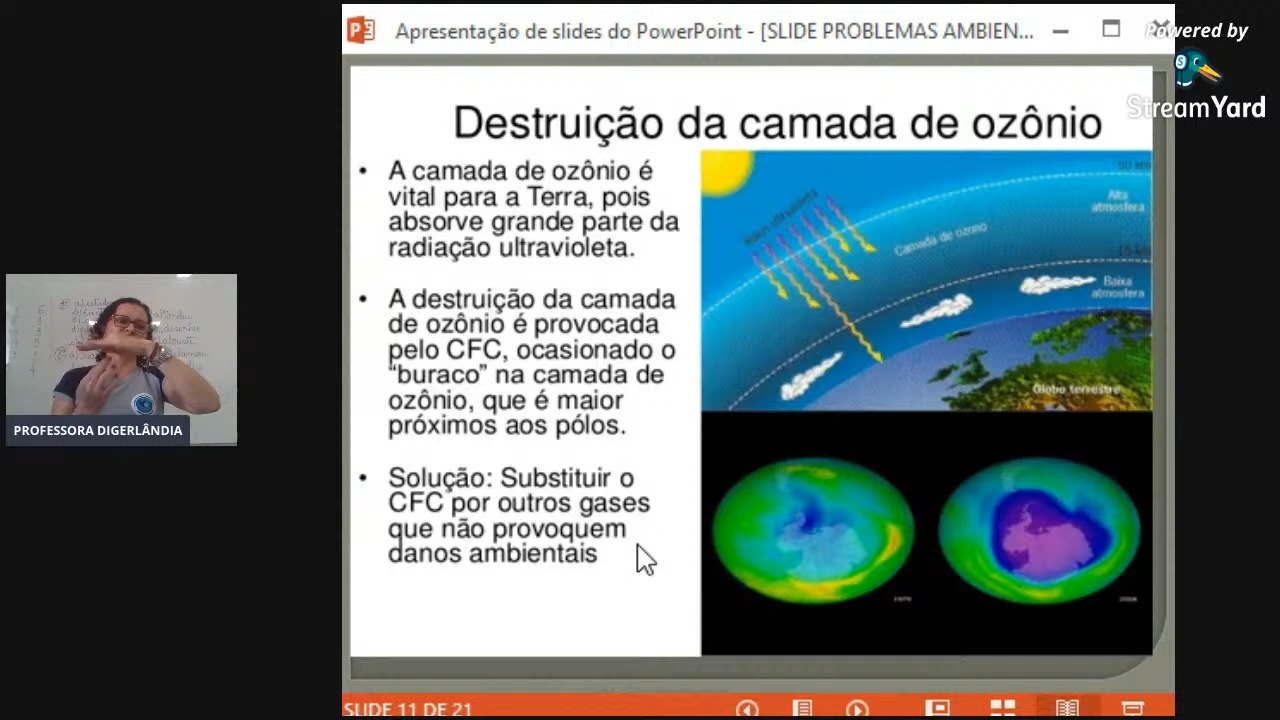 Apresentação de slides do PowerPoint - [SLIDE PROBLEMAS AMBIEN...
Powered by
StreamYard
Destruição da camada de ozônio
• A camada de ozônio é
vital para a Terra, pois
absorve grande parte da
radiação ultravioleta.
• A destruição da camada
de ozônio é provocada
pelo CFC, ocasionado o
“buraco” na camada de
ozônio, que é maior
próximos aos pólos.
• Solução: Substituir o
CFC por outros gases
que não provoquem
danos ambientais
Alta
atmosfera
Camada de ozono
Baixa
atmosfera
Globo terrestre
PROFESSORA DIGERLÂNDIA
SLIDE 11 DE 21